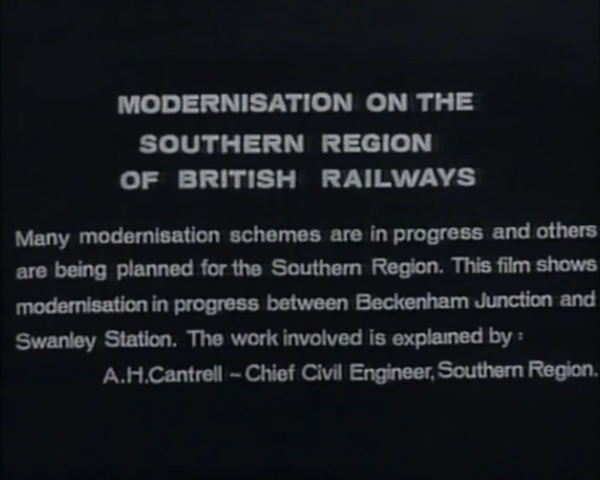 MODERNISATION ON THE
SOUTHERN REGION
OF BRITISH RAILWAYS
Many modernisation schemes are in progress and others
are being planned for the Southern Region. This film shows
modernisation in progress between Beckenham Junction and
Swanley Station. The work involved is explained by:
A.H.Cantrell – Chief Civil Engineer, Southern Region.